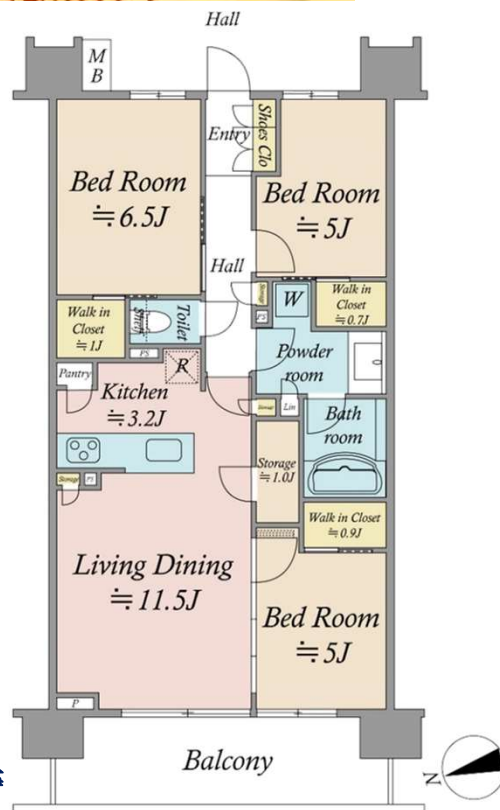 Hall
M
B
Entry
Shoes Clo
Bed Room
≒6.5J
Bed Room
≒5J
Hall
Storage
PS
W
Walk in
Closet
≒0.7J
Walk in
Closet
≒1J
Toilet
PS
Powder
room
Pantry
R
Kitchen
≒3.2J
Storage
Lin
Bath
room
Storage
≒1.0J
Storage
PS
Walk in Closet
≒0.9J
Living Dining
≒11.5J
Bed Room
≒5J
P
Balcony
N